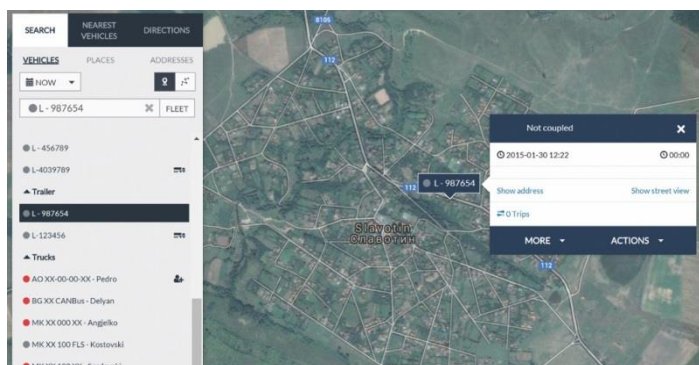 SEARCH
NEAREST
VEHICLES
DIRECTIONS
VEHICLES
PLACES
ADDRESSES
NOW
L - 987654
FLEET
L - 456789
L-4039789
Trailer
L - 987654
L-123456
Trucks
AO XX-00-00-XX - Pedro
BG XX CANBus - Delyan
MK XX 000 XX - Angjelko
MK XX 100 FLS - Kostovski
8105
112
112
112
112
L - 987654
Slavotin
Славотин
Not coupled
2015-01-30 12:22
00:00
Show address
Show street view
0 Trips
MORE
ACTIONS